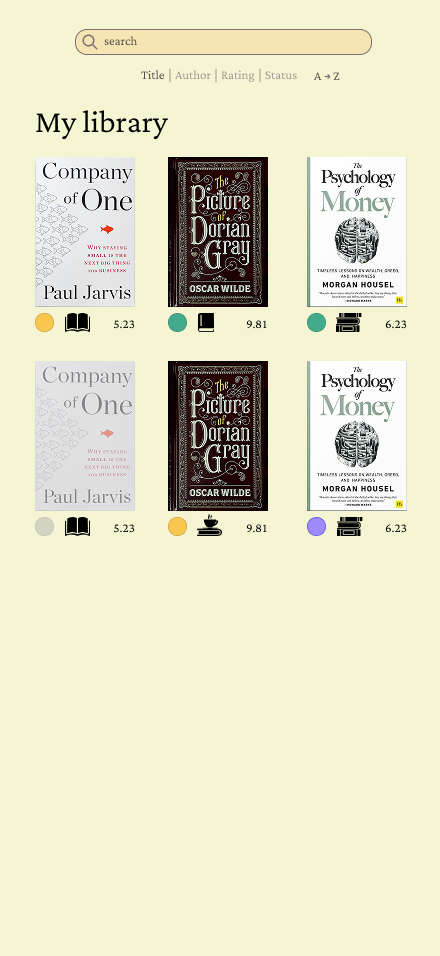 search
Title | Author | Rating | Status A → Z
My library
Company
of One
WHY STAYING
SMALL IS THE
NEXT BIG THING
FOR BUSINESS
Paul Jarvis
The
Picture
of
Dorian
Gray
OSCAR WILDE
The
Psychology
of
Money
TIMELESS LESSONS ON WEALTH, GREED,
AND HAPPINESS
MORGAN HOUSEL
5.23
9.81
6.23
Company
of One
WHY STAYING
SMALL IS THE
NEXT BIG THING
FOR BUSINESS
Paul Jarvis
The
Picture
of
Dorian
Gray
OSCAR WILDE
The
Psychology
of
Money
TIMELESS LESSONS ON WEALTH, GREED,
AND HAPPINESS
MORGAN HOUSEL
5.23
9.81
6.23